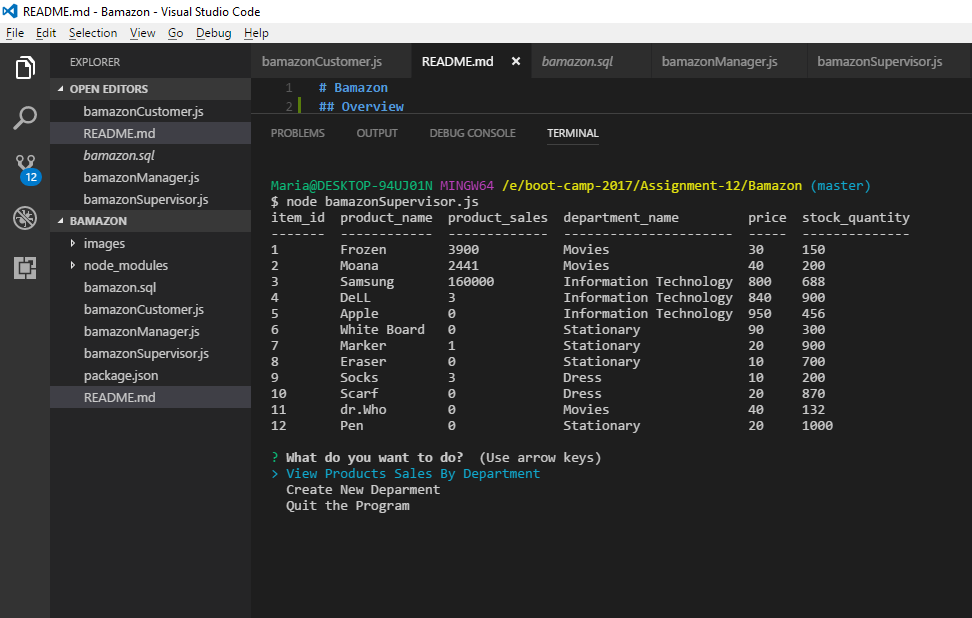 README.md - Bamazon - Visual Studio Code
File Edit Selection View Go Debug Help
EXPLORER
OPEN EDITORS
bamazonCustomer.js
README.md
bamazon.sql
bamazonManager.js
bamazonSupervisor.js
12
BAMAZON
images
node_modules
bamazon.sql
bamazonCustomer.js
bamazonManager.js
bamazonSupervisor.js
package.json
README.md
bamazonCustomer.js README.md × bamazon.sql bamazonManager.js bamazonSupervisor.js
1 # Bamazon
2 ## Overview
PROBLEMS OUTPUT DEBUG CONSOLE TERMINAL
Maria@DESKTOP-94UJ01N MINGW64 /e/boot-camp-2017/Assignment-12/Bamazon (master)
$ node bamazonSupervisor.js
item_id product_name product_sales department_name price stock_quantity
------- ------------ ------------- ---------------------- ----- --------------
1 Frozen 3900 Movies 30 150
2 Moana 2441 Movies 40 200
3 Samsung 160000 Information Technology 800 688
4 DeLL 3 Information Technology 840 900
5 Apple 0 Information Technology 950 456
6 White Board 0 Stationary 90 300
7 Marker 1 Stationary 20 900
8 Eraser 0 Stationary 10 700
9 Socks 3 Dress 10 200
10 Scarf 0 Dress 20 870
11 dr.Who 0 Movies 40 132
12 Pen 0 Stationary 20 1000
? What do you want to do? (Use arrow keys)
> View Products Sales By Department
Create New Deparment
Quit the Program